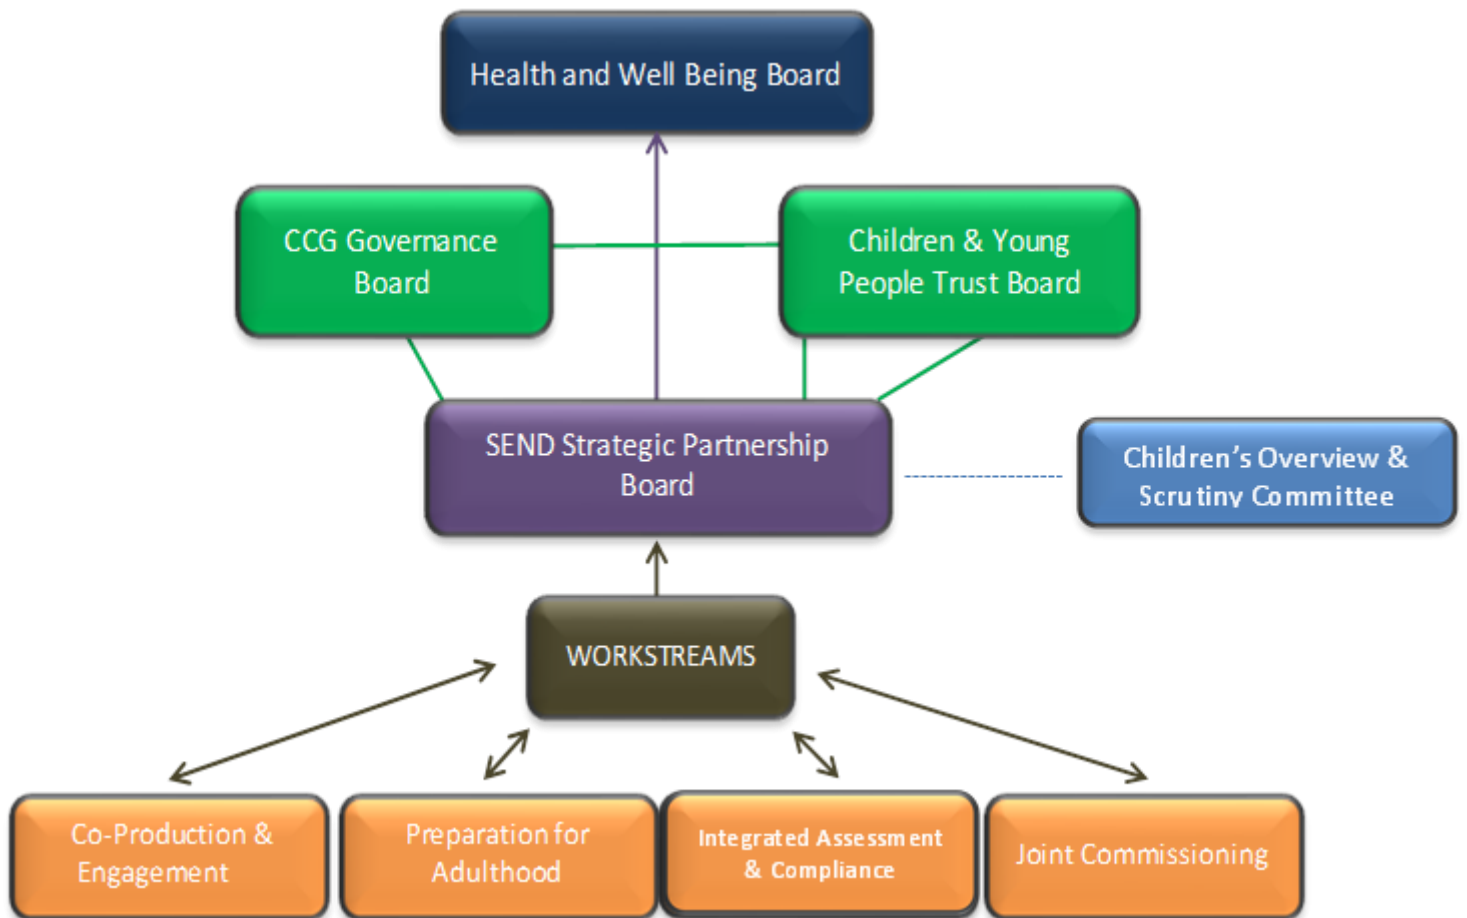 Health and Well Being Board
CCG Governance
Board
Children & Young
People Trust Board
SEND Strategic Partnership
Board
Children’s Overview &
Scrutiny Committee
WORKSTREAMS
Co-Production &
Engagement
Preparation for
Adulthood
Integrated Assessment
& Compliance
Joint Commissioning